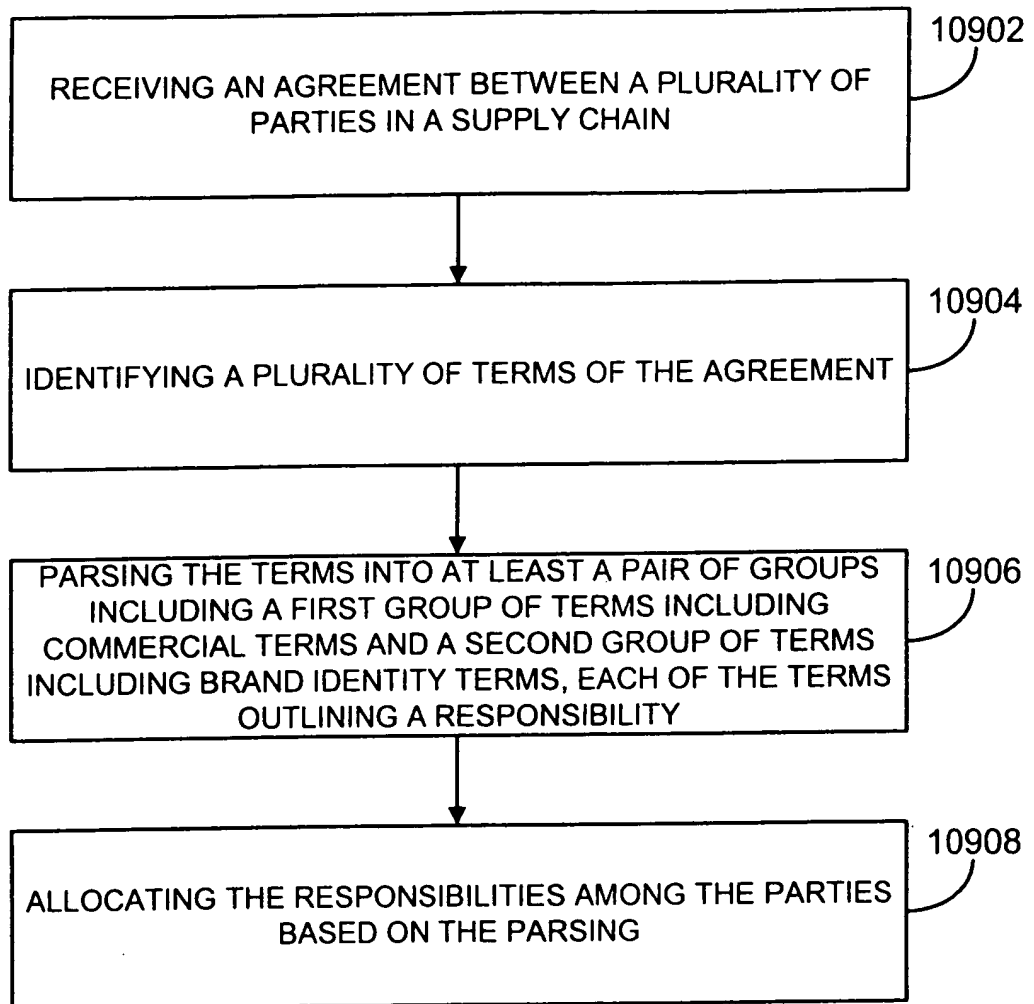 10902
RECEIVING AN AGREEMENT BETWEEN A PLURALITY OF
PARTIES IN A SUPPLY CHAIN
10904
IDENTIFYING A PLURALITY OF TERMS OF THE AGREEMENT
10906
PARSING THE TERMS INTO AT LEAST A PAIR OF GROUPS
INCLUDING A FIRST GROUP OF TERMS INCLUDING
COMMERCIAL TERMS AND A SECOND GROUP OF TERMS
INCLUDING BRAND IDENTITY TERMS, EACH OF THE TERMS
OUTLINING A RESPONSIBILITY
10908
ALLOCATING THE RESPONSIBILITIES AMONG THE PARTIES
BASED ON THE PARSING